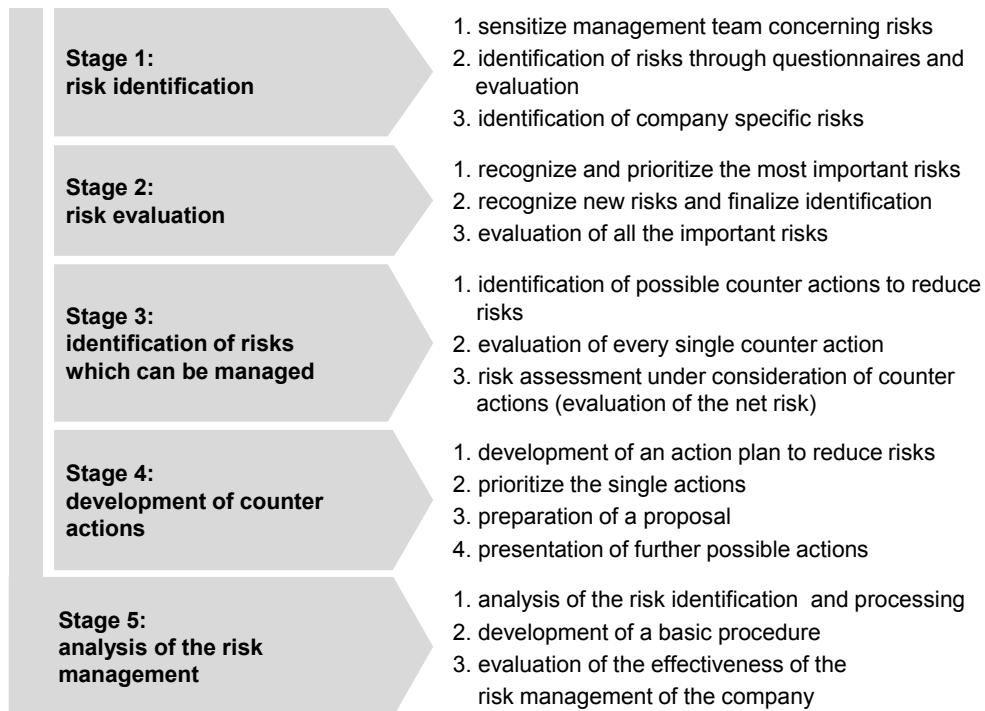 Stage 1:
risk identification
1. sensitize management team concerning risks
2. identification of risks through questionnaires and
evaluation
3. identification of company specific risks
Stage 2:
risk evaluation
1. recognize and prioritize the most important risks
2. recognize new risks and finalize identification
3. evaluation of all the important risks
Stage 3:
identification of risks
which can be managed
1. identification of possible counter actions to reduce
risks
2. evaluation of every single counter action
3. risk assessment under consideration of counter
actions (evaluation of the net risk)
Stage 4:
development of counter
actions
1. development of an action plan to reduce risks
2. prioritize the single actions
3. preparation of a proposal
4. presentation of further possible actions
Stage 5:
analysis of the risk
management
1. analysis of the risk identification  and processing
2. development of a basic procedure
3. evaluation of the effectiveness of the
risk management of the company